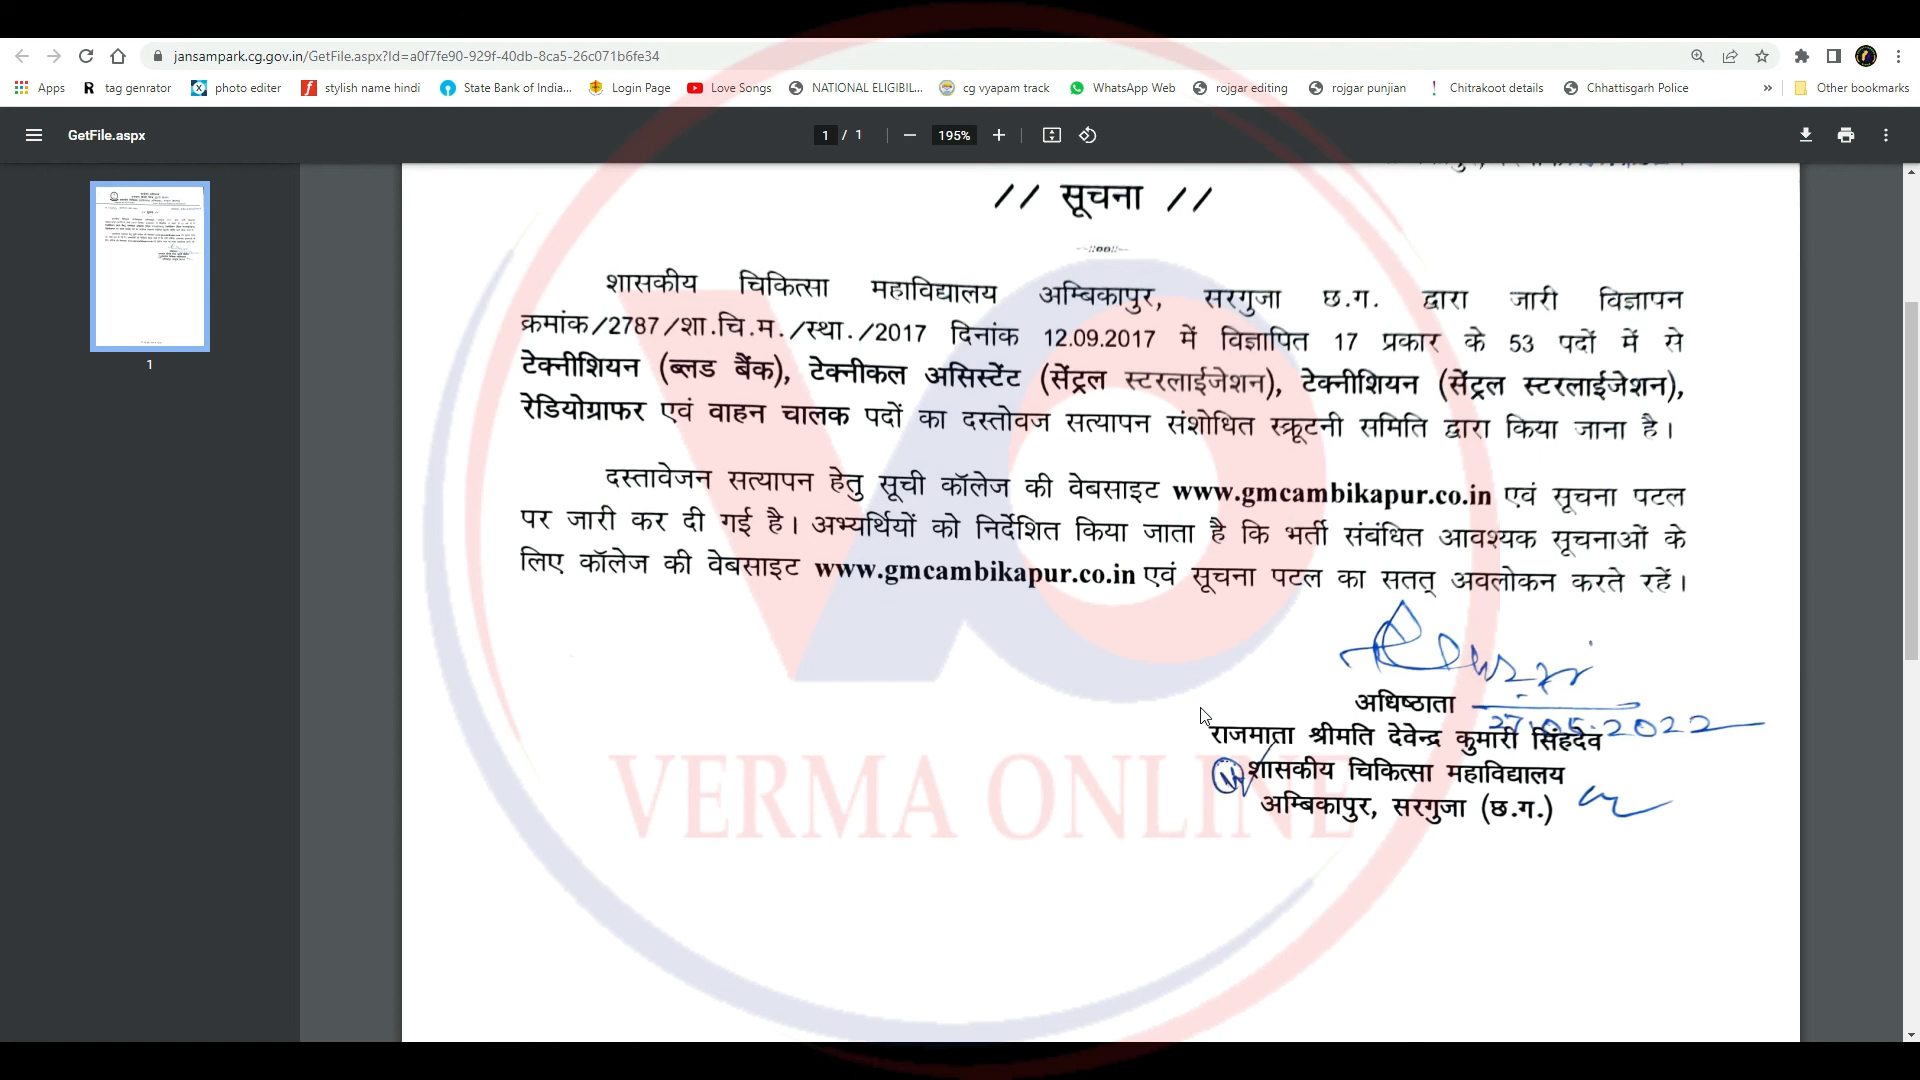 jansampark.cg.gov.in/GetFile.aspx?Id=a0f7fe90-929f-40db-8ca5-26c071b6fe34
Apps R tag genrator photo editer f stylish name hindi State Bank of India... Login Page Love Songs NATIONAL ELIGIBIL... cg vyapam track WhatsApp Web rojgar editing rojgar punjian Chitrakoot details Chhattisgarh Police » Other bookmarks
GetFile.aspx 1 / 1 195%
// सूचना //
शासकीय चिकित्सा महाविद्यालय अम्बिकापुर, सरगुजा छ.ग. द्वारा जारी विज्ञापन
क्रमांक/2787/शा.चि.म./स्था./2017 दिनांक 12.09.2017 में विज्ञापित 17 प्रकार के 53 पदों में से
टेक्नीशियन (ब्लड बैंक), टेक्नीकल असिस्टेंट (सेंट्रल स्टरलाईजेशन), टेक्नीशियन (सेंट्रल स्टरलाईजेशन),
रेडियोग्राफर एवं वाहन चालक पदों का दस्तोवज सत्यापन संशोधित स्क्रूटनी समिति द्वारा किया जाना है।
दस्तावेजन सत्यापन हेतु सूची कॉलेज की वेबसाइट www.gmcambikapur.co.in एवं सूचना पटल
पर जारी कर दी गई है। अभ्यर्थियों को निर्देशित किया जाता है कि भर्ती संबंधित आवश्यक सूचनाओं के
लिए कॉलेज की वेबसाइट www.gmcambikapur.co.in एवं सूचना पटल का सतत् अवलोकन करते रहें।
अधिष्ठाता
27.05.2022
राजमाता श्रीमति देवेन्द्र कुमारी सिंहदेव
शासकीय चिकित्सा महाविद्यालय
अम्बिकापुर, सरगुजा (छ.ग.)
1
VERMA ONLINE